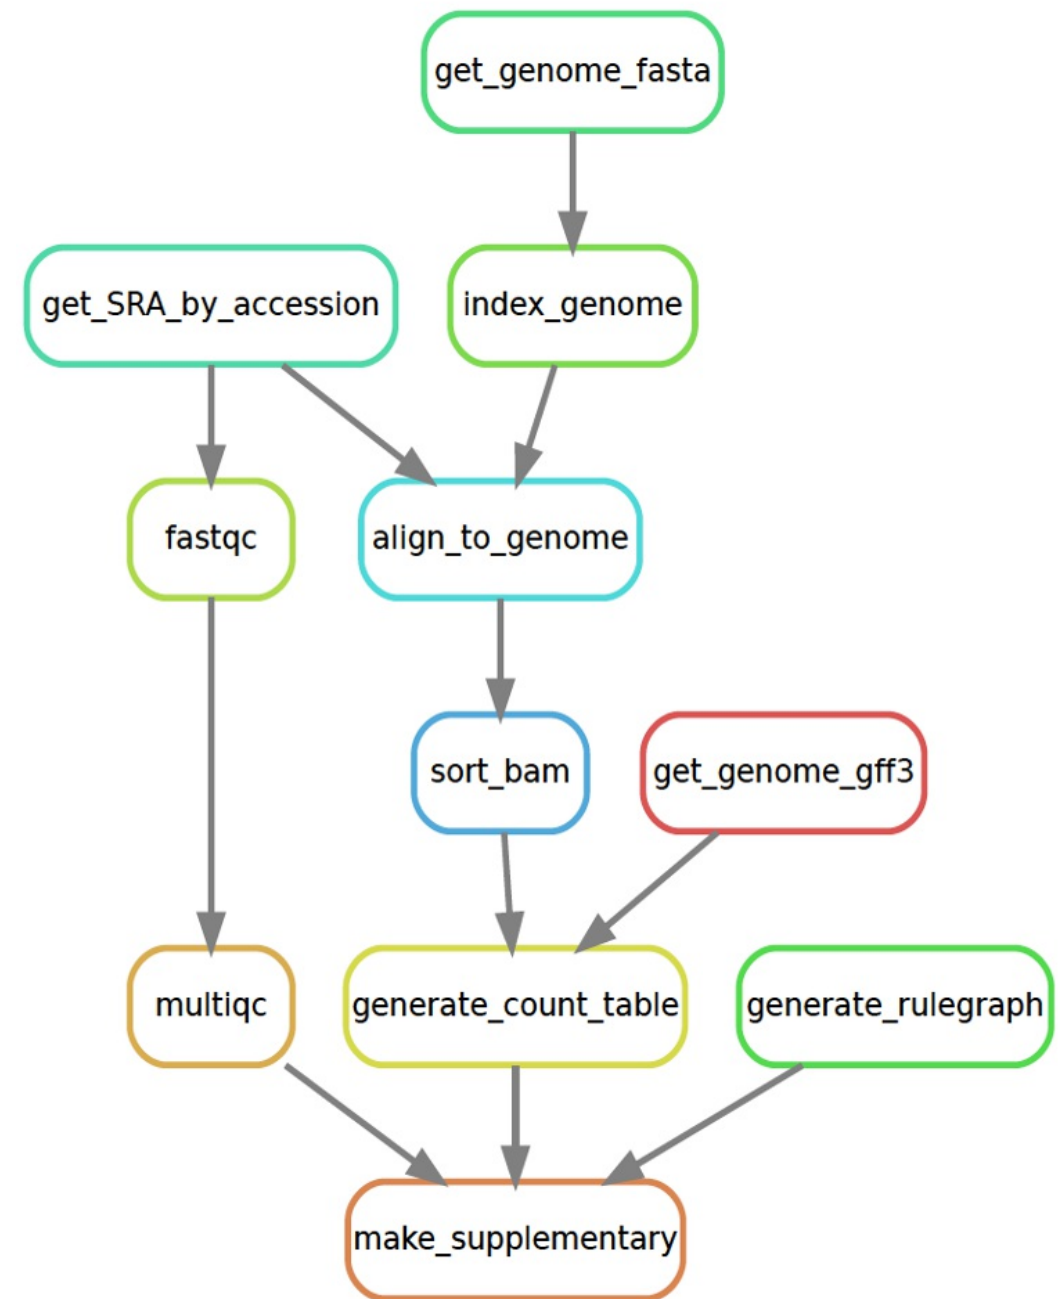 get_genome_fasta
get_SRA_by_accession
index_genome
fastqc
align_to_genome
sort_bam
get_genome_gff3
multiqc
generate_count_table
generate_rulegraph
make_supplementary